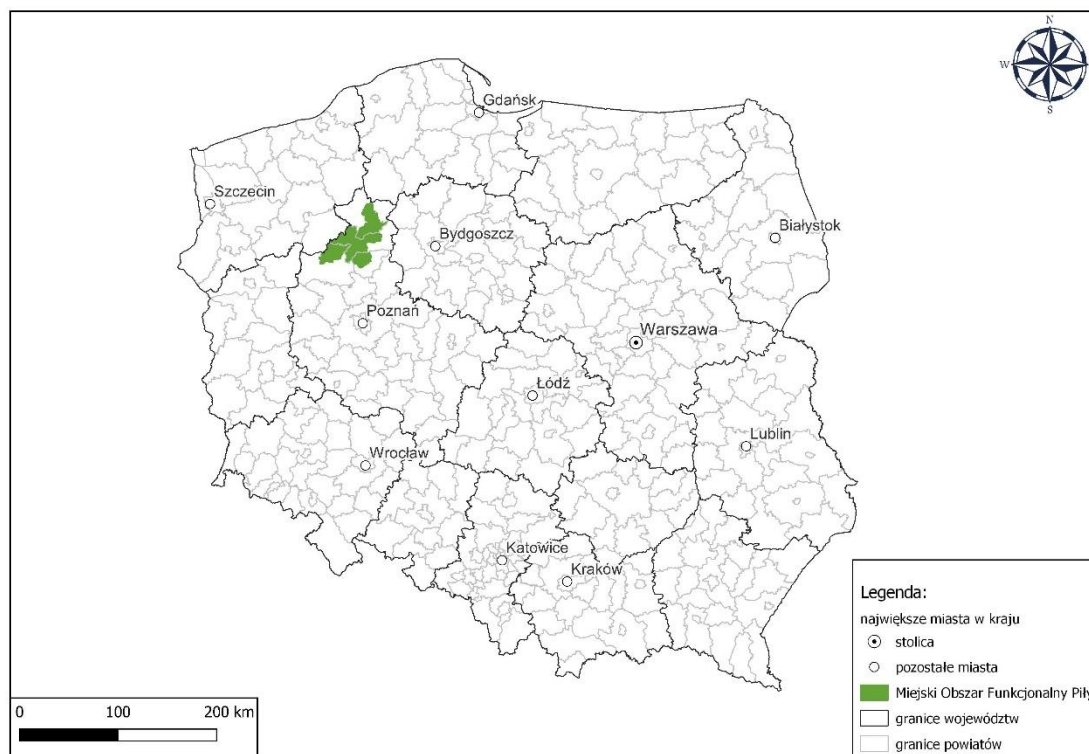 N
W
S
Gdańsk
Szczecin
Białystok
Bydgoszcz
Poznań
Warszawa
Łódź
Lublin
Wrocław
Katowice
Kraków
Legenda:
największe miasta w kraju
stolica
pozostałe miasta
Miejski Obszar Funkcjonalny Piły
granice województw
granice powiatów
0 100 200 km